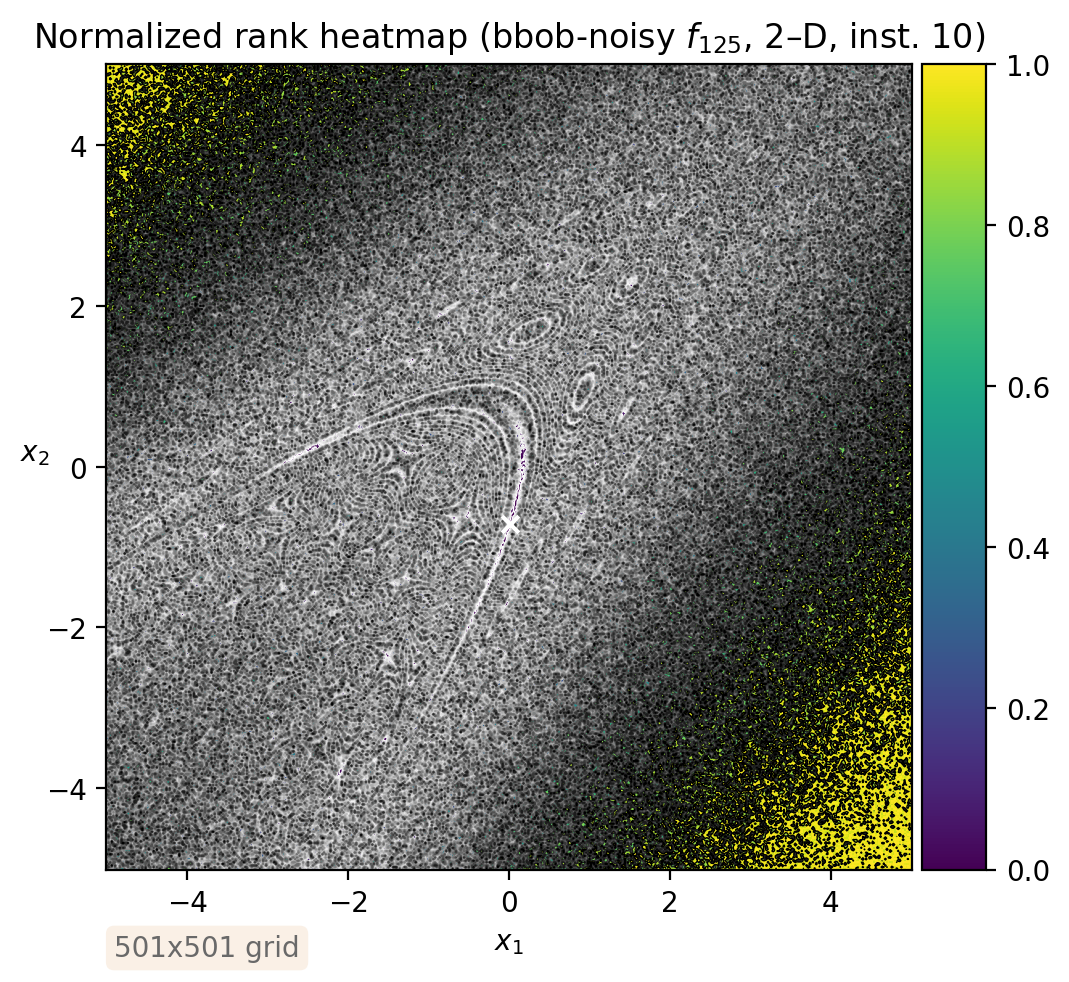 Normalized rank heatmap (bbob-noisy f₁₂₅, 2–D, inst. 10)
1.0
0.8
0.6
0.4
0.2
0.0
4
2
0
−2
−4
x₂
−4 −2 0 2 4
x₁
501x501 grid